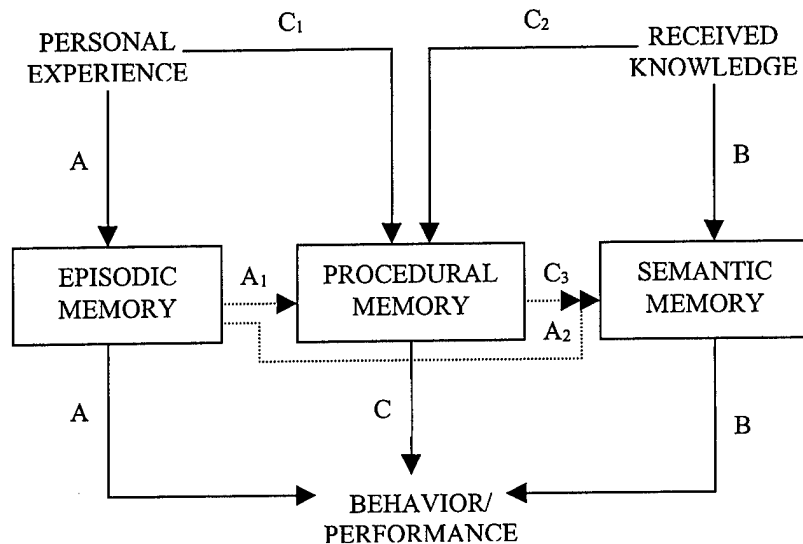 C₁
C₂
PERSONAL
EXPERIENCE
RECEIVED
KNOWLEDGE
A
B
EPISODIC
MEMORY
A₁
PROCEDURAL
MEMORY
C₃
A₂
SEMANTIC
MEMORY
A
C
B
BEHAVIOR/
PERFORMANCE